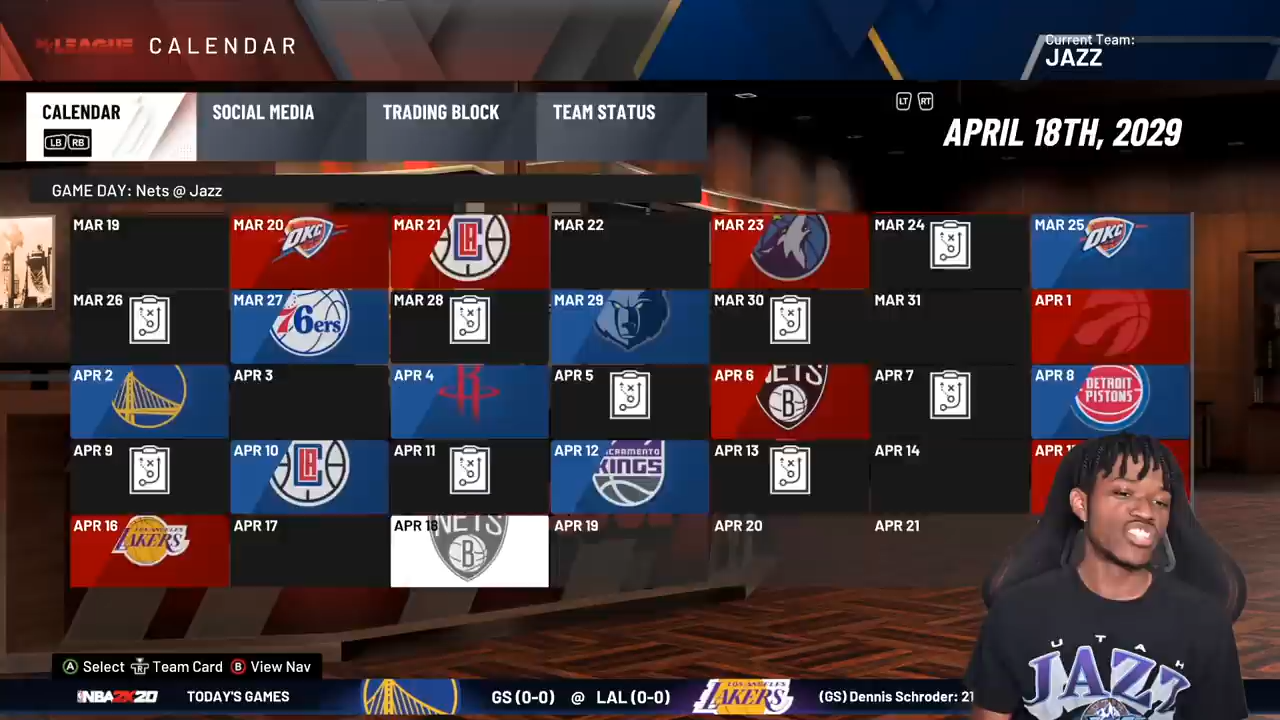 MyLEAGUE CALENDAR
Current Team:
JAZZ
CALENDAR
LB RB
SOCIAL MEDIA
TRADING BLOCK
TEAM STATUS
LT RT
APRIL 18TH, 2029
GAME DAY: Nets @ Jazz
MAR 19
MAR 20 OKC
MAR 21 LA
MAR 22
MAR 23
MAR 24
MAR 25 OKC
MAR 26
MAR 27 76ers
MAR 28
MAR 29
MAR 30
MAR 31
APR 1
APR 2
APR 3
APR 4 R
APR 5
APR 6 NETS B
APR 7
APR 8 DETROIT PISTONS
APR 9
APR 10 LA
APR 11
APR 12 SACRAMENTO KINGS
APR 13
APR 14
APR 16 LOS ANGELES LAKERS
APR 17
APR 18 NETS B
APR 19
APR 20
APR 21
A Select R Team Card B View Nav
NBA2K20 TODAY'S GAMES GS (0-0) @ LAL (0-0) LOS ANGELES LAKERS (GS) Dennis Schroder: 21
UTAH
JAZZ